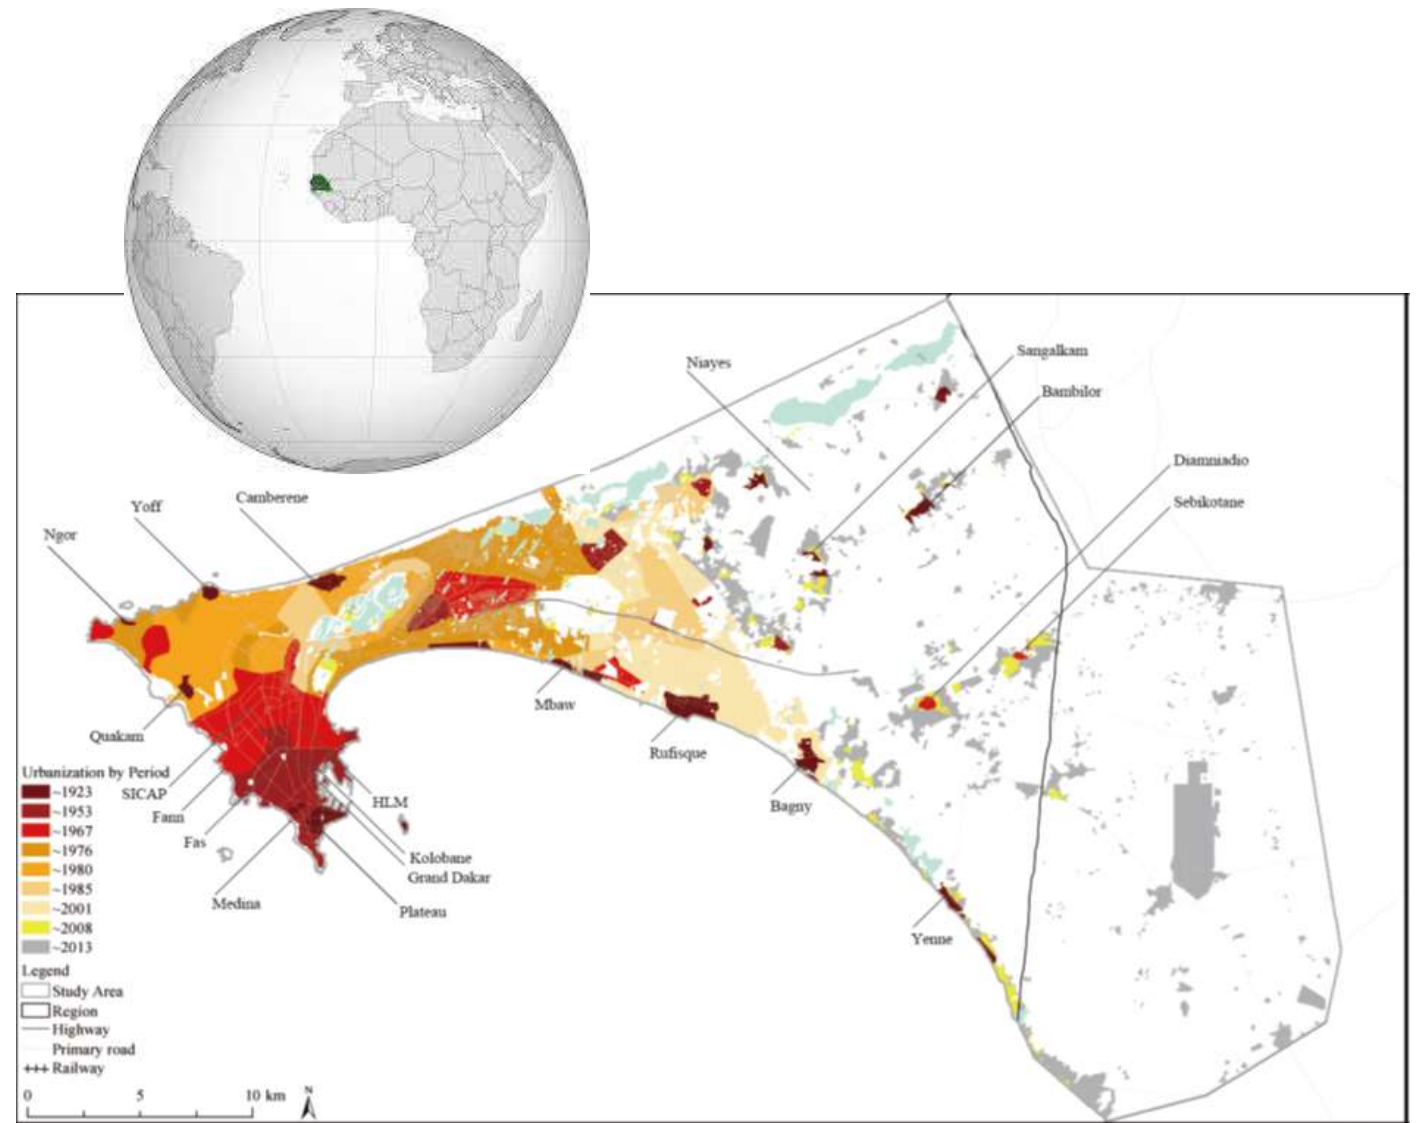 Niayes
Sangalkam
Bambilor
Diamniadio
Sebikotane
Camberene
Yoff
Ngor
Quakam
Mbaw
Rufisque
Bagny
Yenne
SICAP
Fann
Fas
Medina
HLM
Kolobane
Grand Dakar
Plateau
Urbanization by Period
~1923
~1953
~1967
~1976
~1980
~1985
~2001
~2008
~2013
Legend
Study Area
Region
Highway
Primary road
Railway
0 5 10 km
N